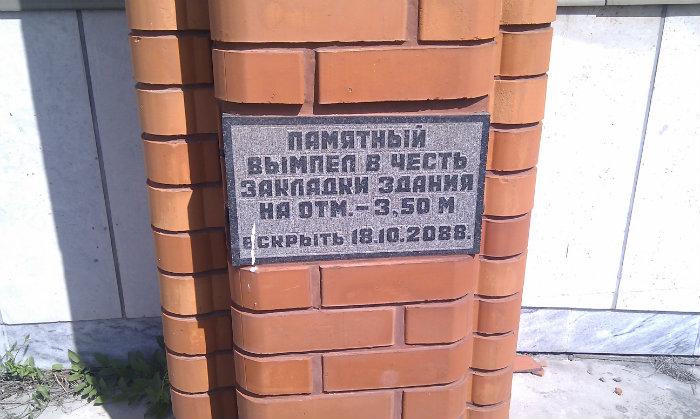 ПАМЯТНЫЙ
ВЫМПЕЛ В ЧЕСТЬ
ЗАКЛАДКИ ЗДАНИЯ
НА ОТМ.-3,50 М
ВСКРЫТЬ 18.10.2088.